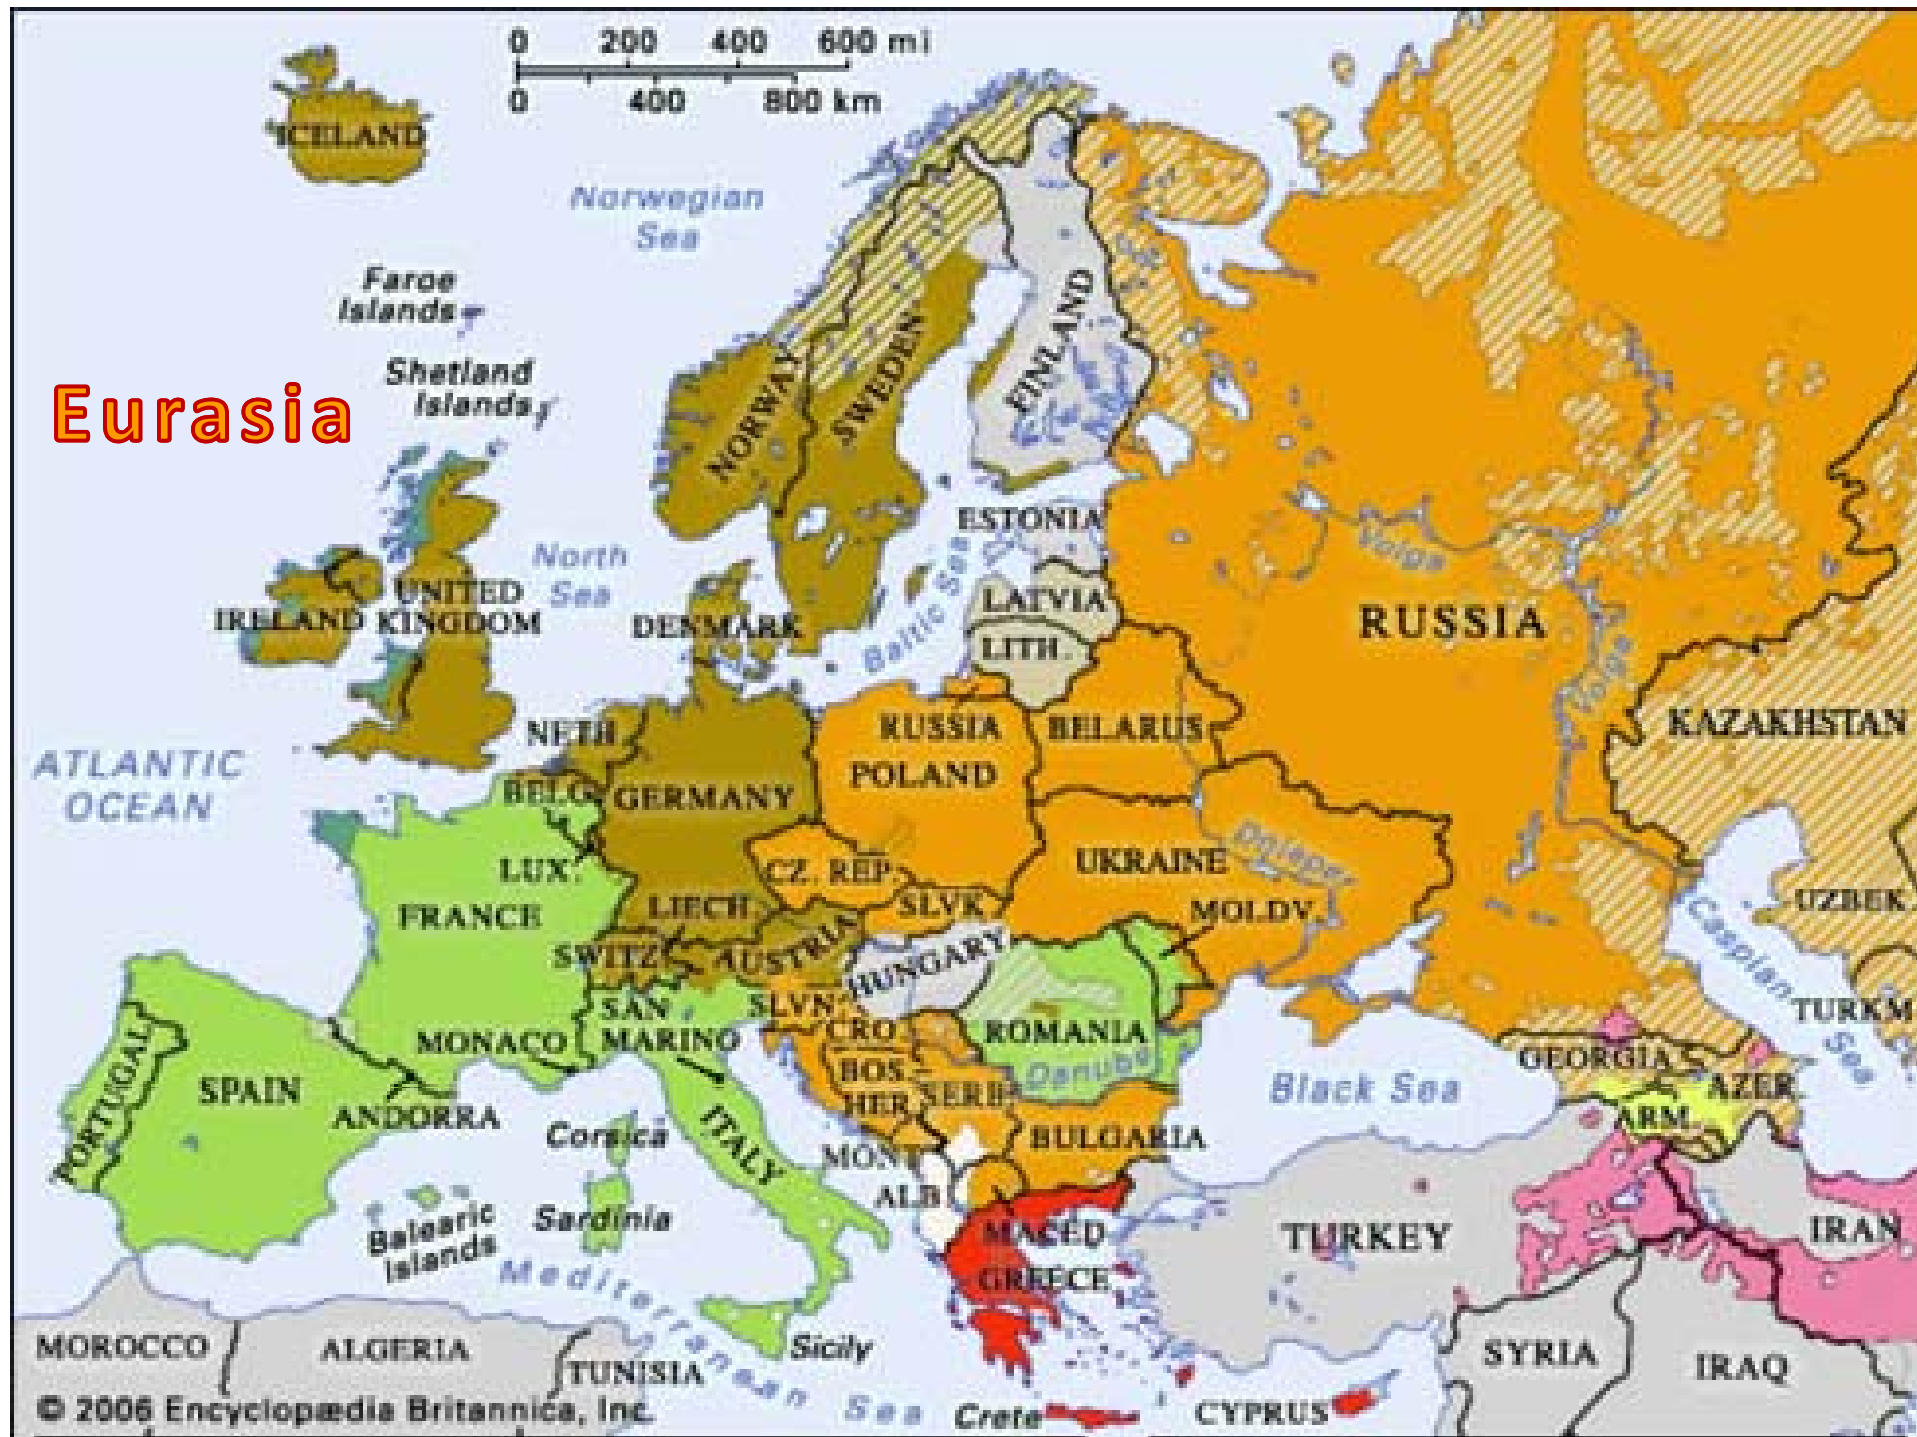 0 200 400 600 mi
0 400 800 km
ICELAND
Norwegian
Sea
Faroe
Islands
Shetland
Islands
Eurasia
NORWAY
SWEDEN
FINLAND
ESTONIA
North
Sea
Baltic Sea
Volga
UNITED
IRELAND KINGDOM
DENMARK
LATVIA
LITH.
RUSSIA
Volga
ATLANTIC
OCEAN
NETH
RUSSIA
BELARUS
KAZAKHSTAN
POLAND
BELG
GERMANY
LUX.
CZ. REP.
UKRAINE
Dnieper
FRANCE
LIECH.
SLVK
MOLDV.
UZBEK.
SWITZ
AUSTRIA
HUNGARY
Caspian Sea
SAN
MARINO
SLVN.
TURKM
MONACO
CRO.
ROMANIA
Danube
GEORGIA
PORTUGAL
SPAIN
ANDORRA
BOS.
HER.
SERB
Black Sea
AZER.
ARM.
Corsica
ITALY
MON
BULGARIA
ALB
Balearic
Islands
Sardinia
MACED
TURKEY
IRAN
GREECE
Mediterranean Sea
MOROCCO
ALGERIA
TUNISIA
Sicily
SYRIA
IRAQ
Crete
CYPRUS
© 2006 Encyclopædia Britannica, Inc.